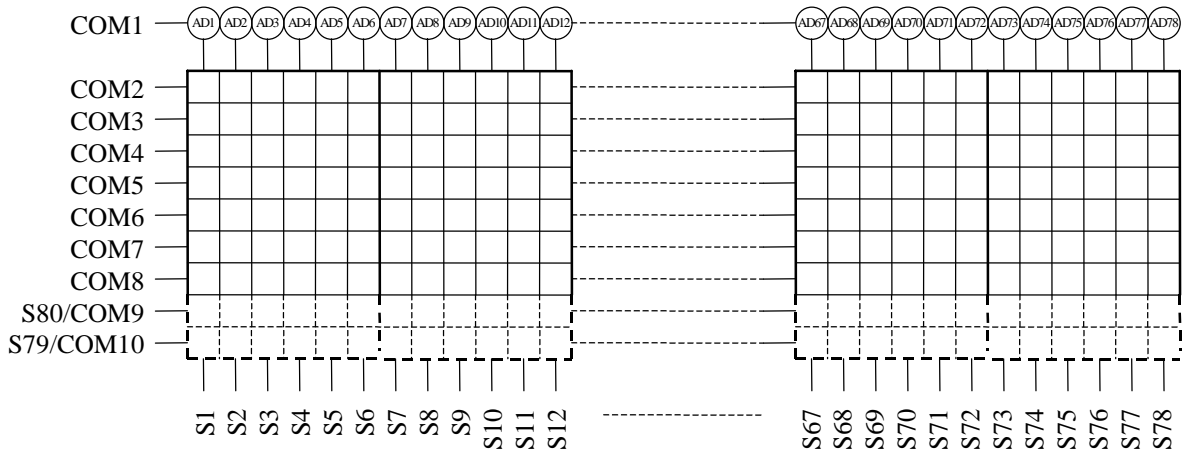 COM1 AD1 AD2 AD3 AD4 AD5 AD6 AD7 AD8 AD9 AD10 AD11 AD12 AD67 AD68 AD69 AD70 AD71 AD72 AD73 AD74 AD75 AD76 AD77 AD78
COM2
COM3
COM4
COM5
COM6
COM7
COM8
S80/COM9
S79/COM10
S1 S2 S3 S4 S5 S6 S7 S8 S9 S10 S11 S12 S67 S68 S69 S70 S71 S72 S73 S74 S75 S76 S77 S78